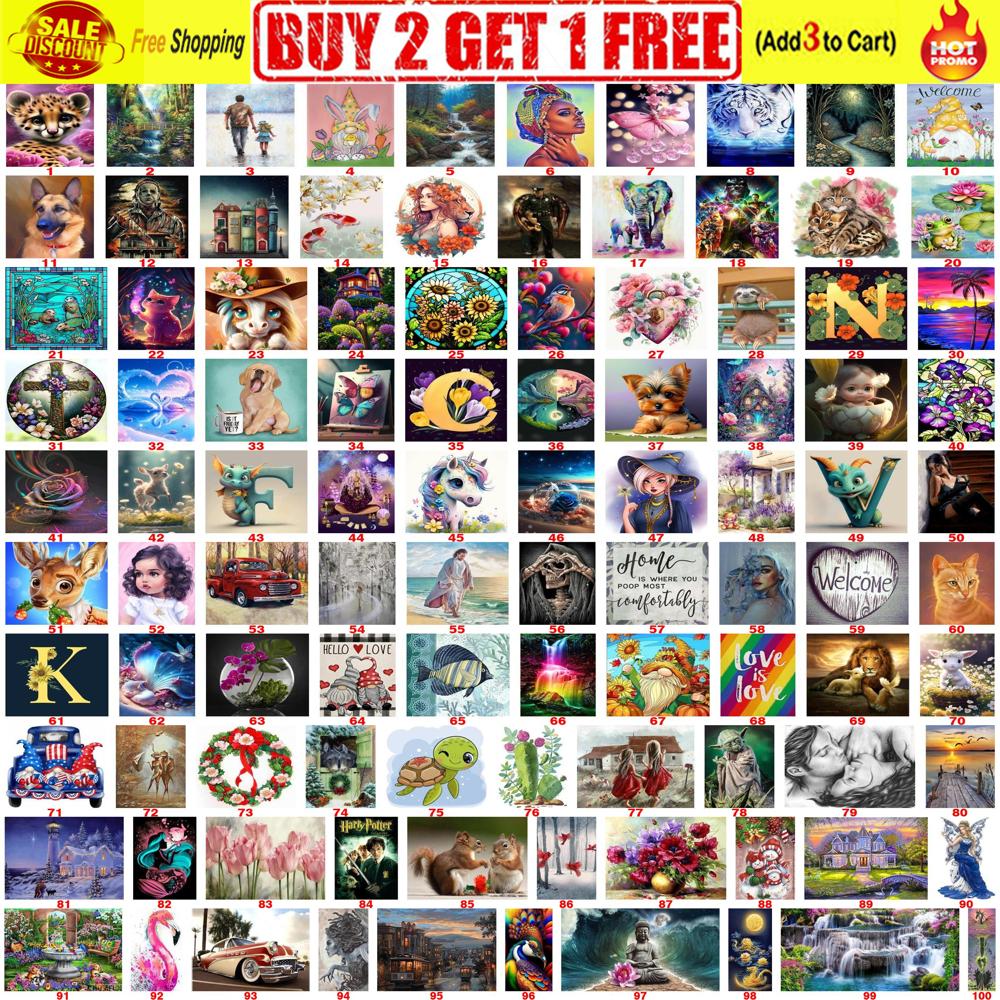 SALE
DISCOUNT
Free Shopping
BUY 2 GET 1 FREE
(Add 3 to Cart)
HOT
PROMO
Welcome
1 2 3 4 5 6 7 8 9 10
11 12 13 14 15 16 17 18 19 20
N
21 22 23 24 25 26 27 28 29 30
IS IT
FRIDAY
YET?
C
31 32 33 34 35 36 37 38 39 40
F
V
41 42 43 44 45 46 47 48 49 50
Home
IS WHERE YOU
POOP MOST
comfortably
Welcome
51 52 53 54 55 56 57 58 59 60
K
HELLO LOVE
Love
is
Love
61 62 63 64 65 66 67 68 69 70
71 72 73 74 75 76 77 78 79 80
Harry Potter
81 82 83 84 85 86 87 88 89 90
91 92 93 94 95 96 97 98 99 100